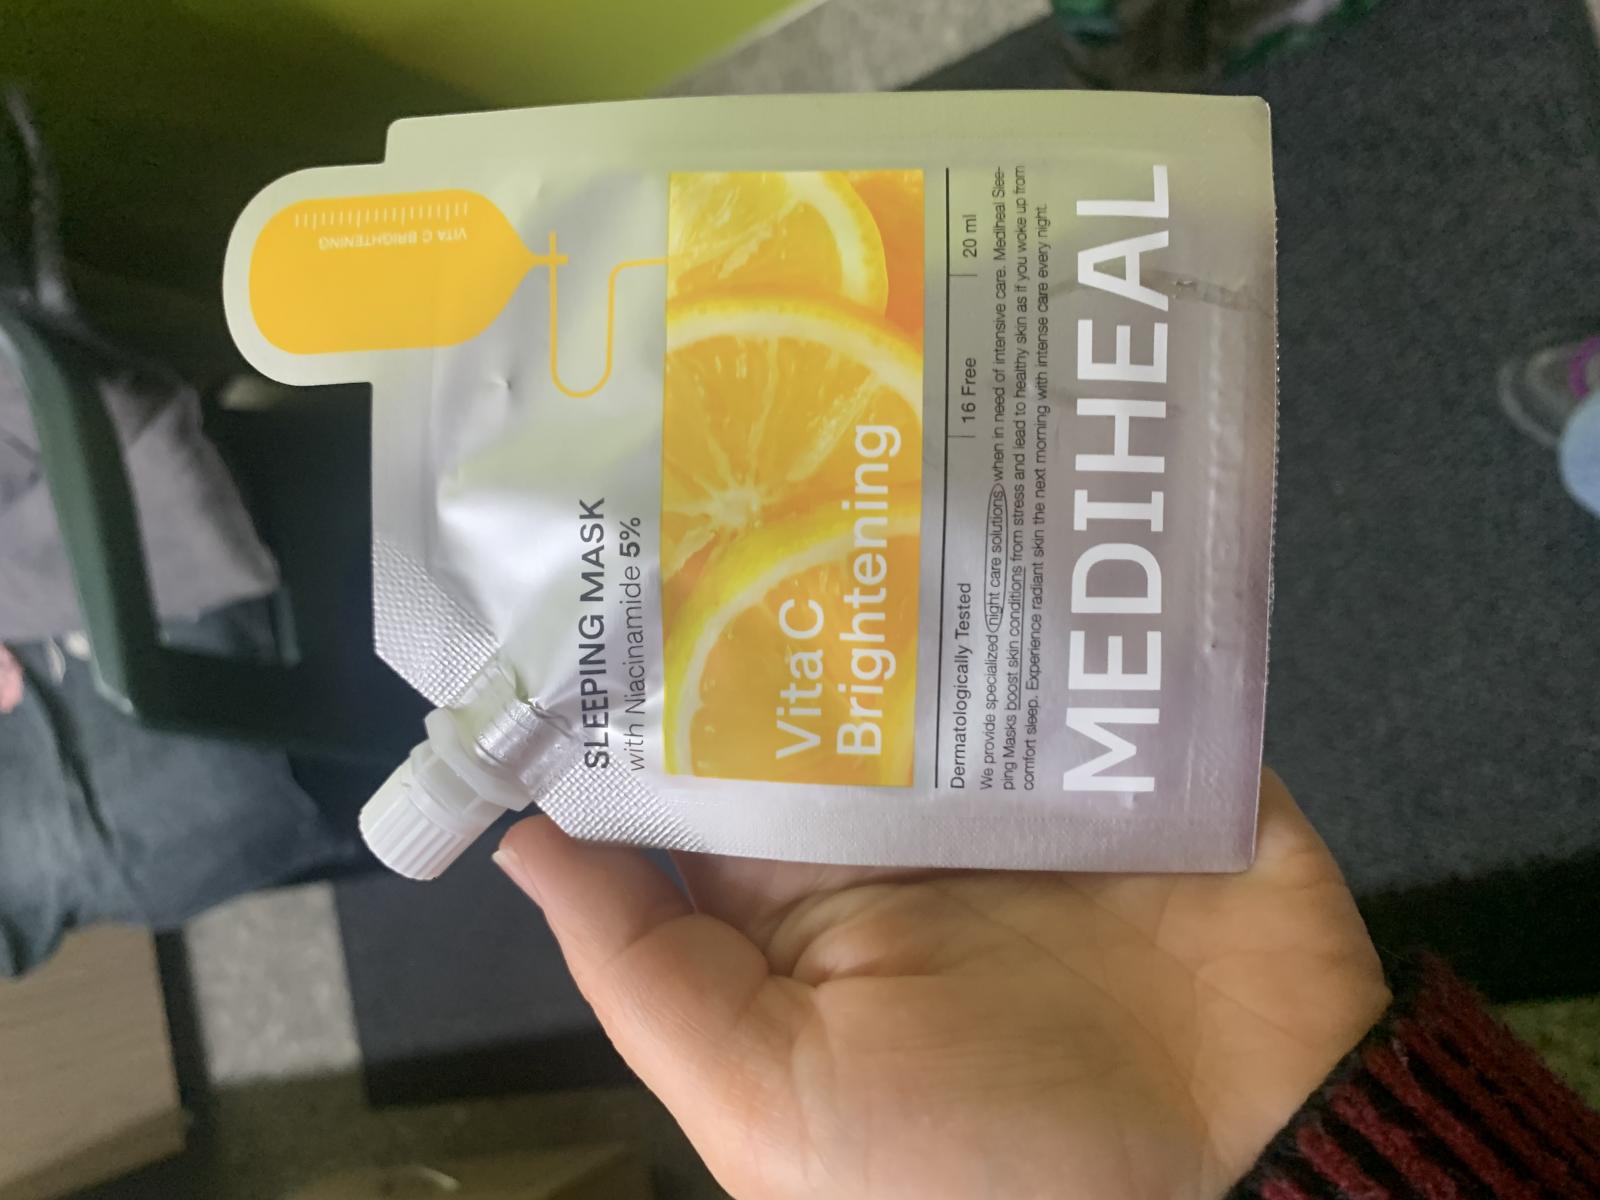 VITA C BRIGHTENING
SLEEPING MASK
with Niacinamide 5%
Vita C
Brightening
Dermatologically Tested 16 Free 20 ml
We provide specialized night care solutions when in need of intensive care. Mediheal Slee-
ping Masks boost skin conditions from stress and lead to healthy skin as if you woke up from
comfort sleep. Experience radiant skin the next morning with intense care every night.
MEDIHEAL